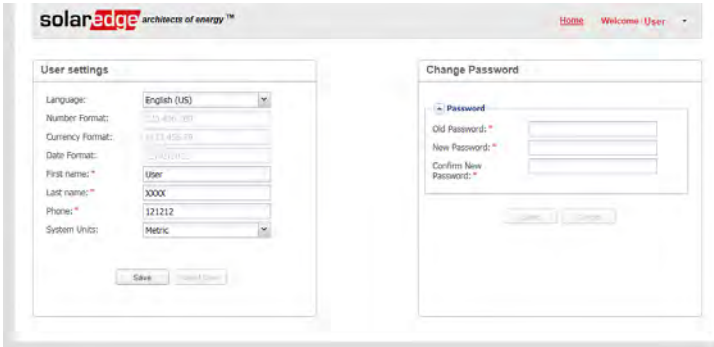 solaredge architects of energy™
Home Welcome User
User settings
Language: English (US)
Number Format:
Currency Format:
Date Format:
First name: * User
Last name: * XXXX
Phone: * 121212
System Units: Metric
Save
Change Password
Password
Old Password: *
New Password: *
Confirm New
Password: *